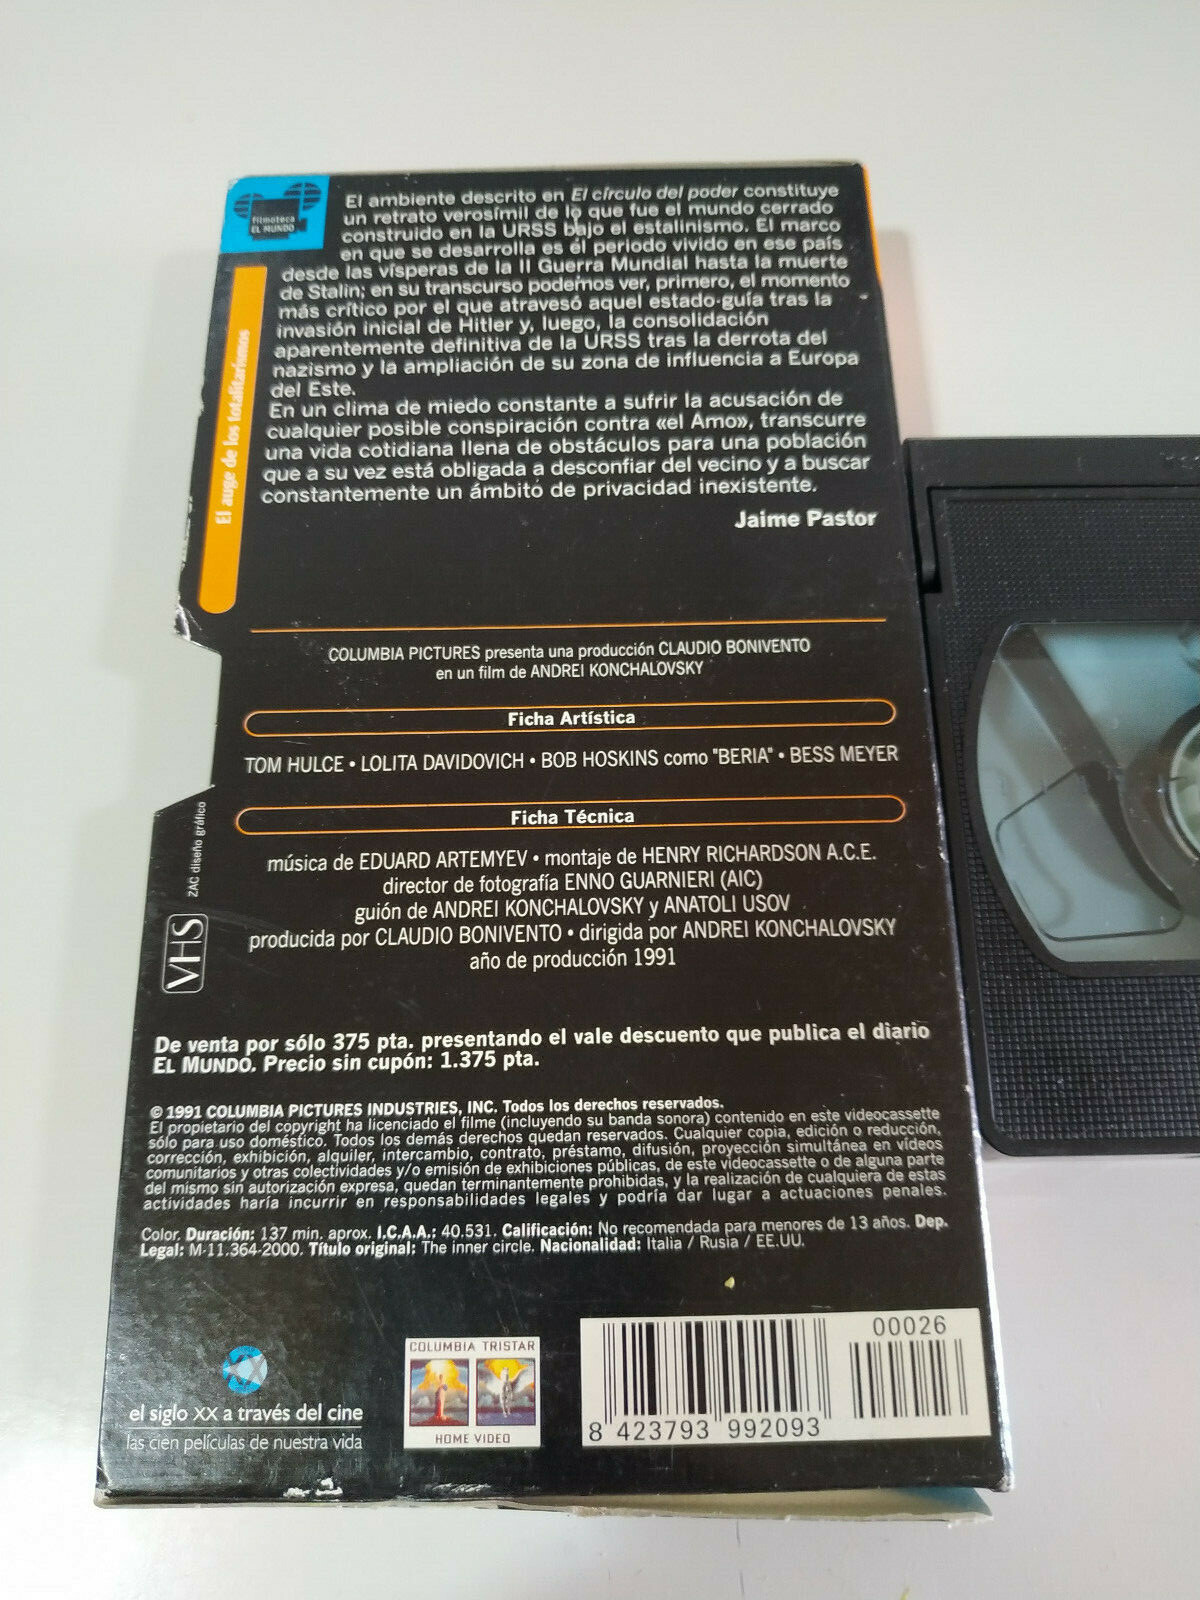 filmoteca
EL MUNDO
El ambiente descrito en El círculo del poder constituye
un retrato verosímil de lo que fue el mundo cerrado
construido en la URSS bajo el estalinismo. El marco
en que se desarrolla es el periodo vivido en ese país
desde las vísperas de la II Guerra Mundial hasta la muerte
de Stalin; en su transcurso podemos ver, primero, el momento
más crítico por el que atravesó aquel estado-guía tras la
invasión inicial de Hitler y, luego, la consolidación
aparentemente definitiva de la URSS tras la derrota del
nazismo y la ampliación de su zona de influencia a Europa
del Este.
En un clima de miedo constante a sufrir la acusación de
cualquier posible conspiración contra «el Amo», transcurre
una vida cotidiana llena de obstáculos para una población
que a su vez está obligada a desconfiar del vecino y a buscar
constantemente un ámbito de privacidad inexistente.
Jaime Pastor
El auge de los totalitarismos
COLUMBIA PICTURES presenta una producción CLAUDIO BONIVENTO
en un film de ANDREI KONCHALOVSKY
Ficha Artística
TOM HULCE • LOLITA DAVIDOVICH • BOB HOSKINS como "BERIA" • BESS MEYER
Ficha Técnica
música de EDUARD ARTEMYEV • montaje de HENRY RICHARDSON A.C.E.
director de fotografía ENNO GUARNIERI (AIC)
guión de ANDREI KONCHALOVSKY y ANATOLI USOV
producida por CLAUDIO BONIVENTO • dirigida por ANDREI KONCHALOVSKY
año de producción 1991
ZAC diseño gráfico
VHS
De venta por sólo 375 pta. presentando el vale descuento que publica el diario
EL MUNDO. Precio sin cupón: 1.375 pta.
© 1991 COLUMBIA PICTURES INDUSTRIES, INC. Todos los derechos reservados.
El propietario del copyright ha licenciado el filme (incluyendo su banda sonora) contenido en este videocassette
sólo para uso doméstico. Todos los demás derechos quedan reservados. Cualquier copia, edición o reducción,
corrección, exhibición, alquiler, intercambio, contrato, préstamo, difusión, proyección simultánea en vídeos
comunitarios y otras colectividades y/o emisión de exhibiciones públicas, de este videocassette o de alguna parte
del mismo sin autorización expresa, quedan terminantemente prohibidas, y la realización de cualquiera de estas
actividades haría incurrir en responsabilidades legales y podría dar lugar a actuaciones penales.
Color. Duración: 137 min. aprox. I.C.A.A.: 40.531. Calificación: No recomendada para menores de 13 años. Dep.
Legal: M-11.364-2000. Título original: The inner circle. Nacionalidad: Italia / Rusia / EE.UU.
XX
el siglo XX a través del cine
las cien películas de nuestra vida
COLUMBIA TRISTAR
HOME VIDEO
00026
8 423793 992093